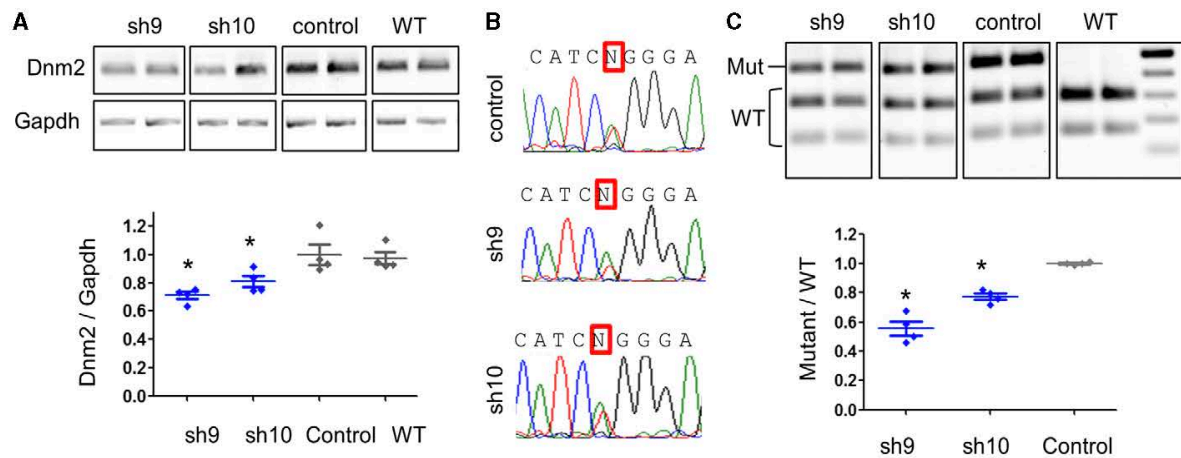 A
sh9 sh10 control WT
Dnm2
Gapdh
Dnm2 / Gapdh
1.2
1.0
0.8
0.6
0.4
0.2
0.0
* *
sh9 sh10 Control WT
B
CATCNGGGA
control
CATCNGGGA
sh9
CATCNGGGA
sh10
C
sh9 sh10 control WT
Mut
WT
Mutant / WT
1.2
1.0
0.8
0.6
0.4
0.2
0.0
* *
sh9 sh10 Control